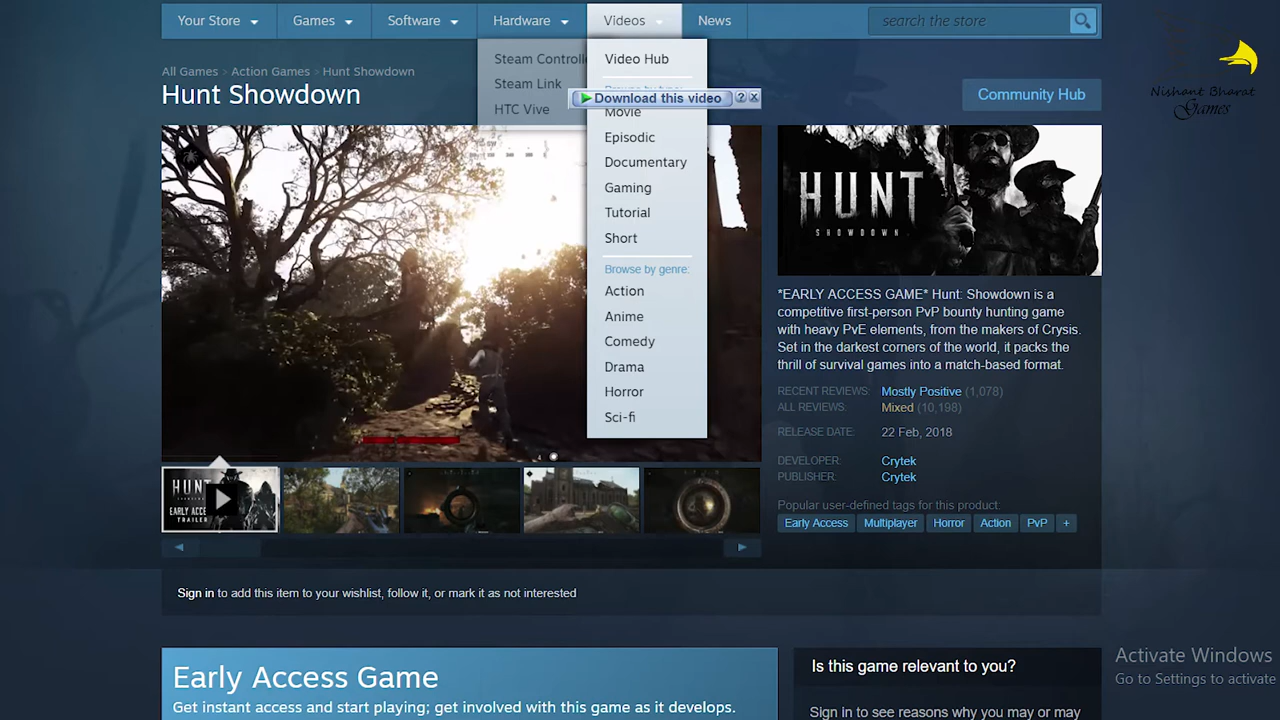 Your Store
Games
Software
Hardware
Videos
News
search the store
Steam Controlle
Steam Link
HTC Vive
Video Hub
Download this video
Movie
Episodic
Documentary
Gaming
Tutorial
Short
Browse by genre:
Action
Anime
Comedy
Drama
Horror
Sci-fi
Nishant Bharat
Games
All Games > Action Games > Hunt Showdown
Hunt Showdown
Community Hub
HUNT
SHOWDOWN
*EARLY ACCESS GAME* Hunt: Showdown is a
competitive first-person PvP bounty hunting game
with heavy PvE elements, from the makers of Crysis.
Set in the darkest corners of the world, it packs the
thrill of survival games into a match-based format.
RECENT REVIEWS: Mostly Positive (1,078)
ALL REVIEWS: Mixed (10,198)
RELEASE DATE: 22 Feb, 2018
DEVELOPER: Crytek
PUBLISHER: Crytek
Popular user-defined tags for this product:
Early Access Multiplayer Horror Action PvP +
HUNT
EARLY ACCE
TRAILER
Sign in to add this item to your wishlist, follow it, or mark it as not interested
Early Access Game
Get instant access and start playing; get involved with this game as it develops.
Is this game relevant to you?
Sign in to see reasons why you may or may
Activate Windows
Go to Settings to activate